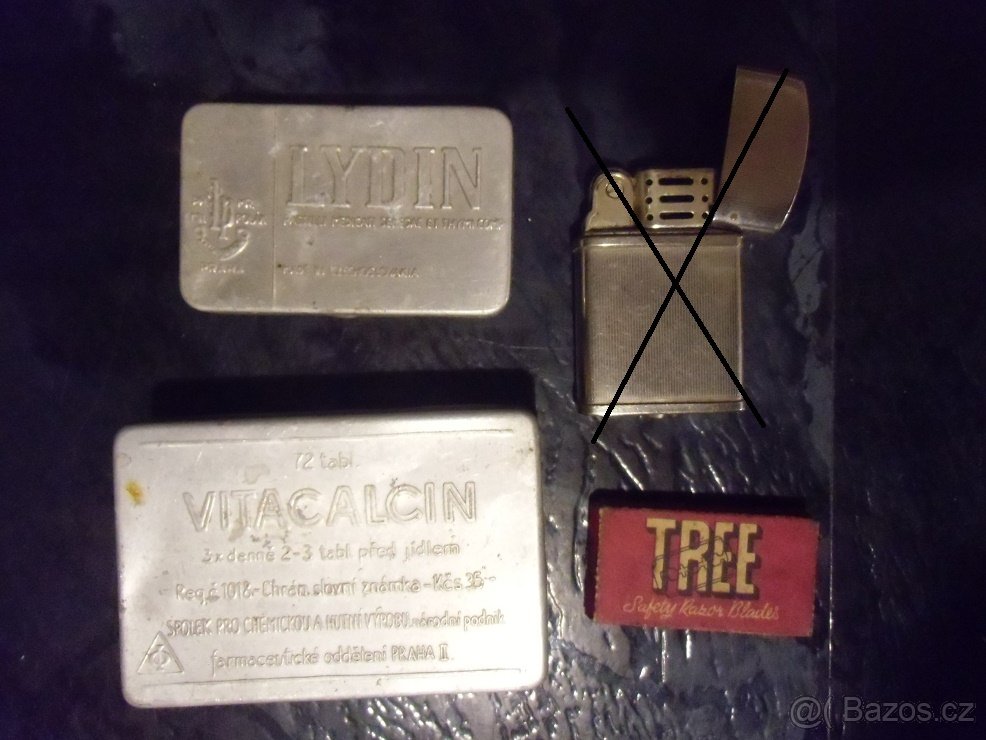 LYDIN
PRAHA
72 tabl.
VITACALCIN
3x denně 2-3 tabl. před jídlem
Reg.č. 1018.- Chrán. slovní známka - Kčs 35
SPOLEK PRO CHEMICKOU A HUTNÍ VÝROBU, národní podnik
farmaceutické oddělení PRAHA II
TREE
Safety Razor Blades
@( Bazos.cz